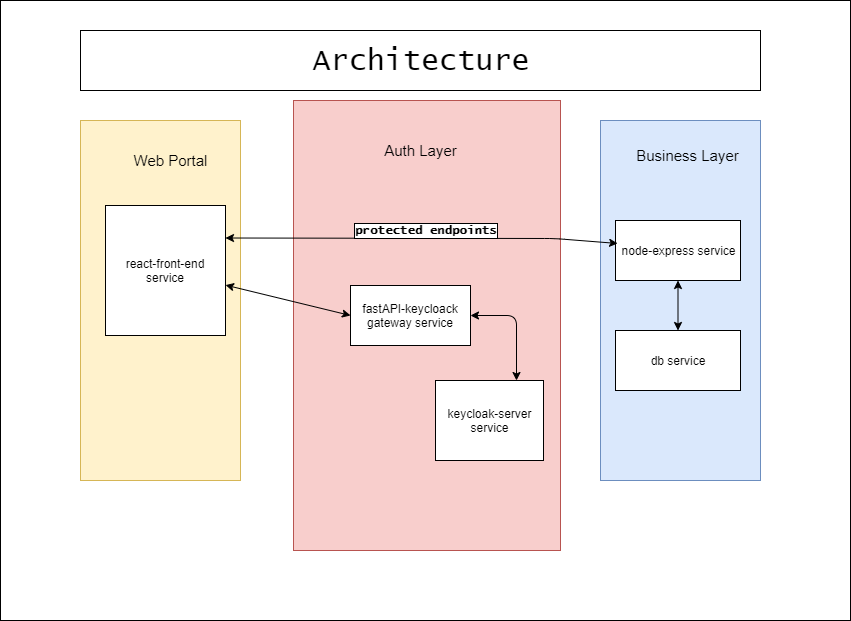 Architecture
Web Portal
Auth Layer
Business Layer
protected endpoints
react-front-end
service
node-express service
fastAPI-keycloack
gateway service
db service
keycloak-server
service